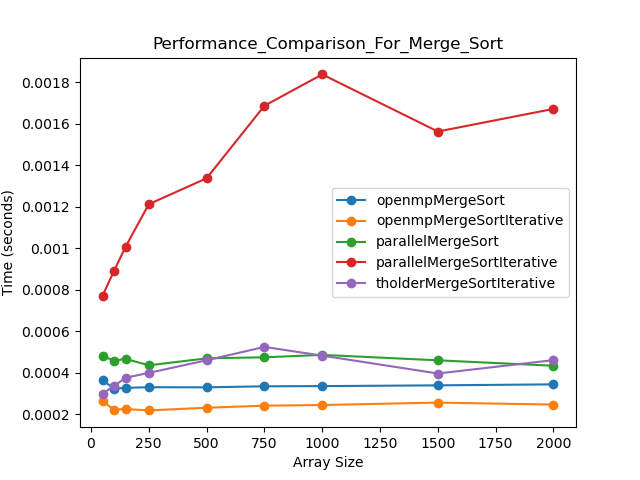 Performance_Comparison_For_Merge_Sort
Time (seconds)
0.0018
0.0016
0.0014
0.0012
0.001
0.0008
0.0006
0.0004
0.0002
openmpMergeSort
openmpMergeSortIterative
parallelMergeSort
parallelMergeSortIterative
tholderMergeSortIterative
0 250 500 750 1000 1250 1500 1750 2000
Array Size